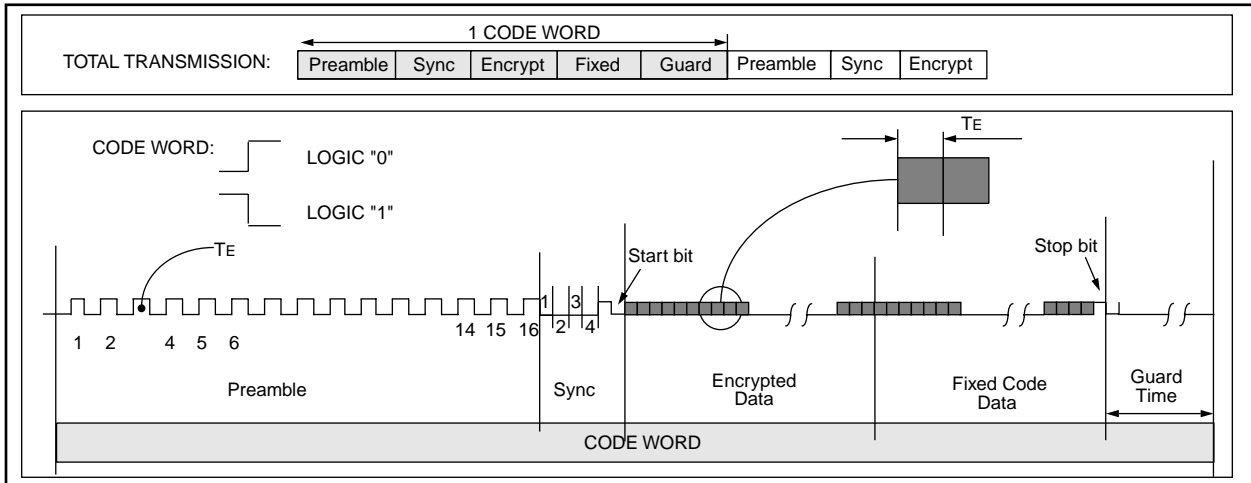 1 CODE WORD
TOTAL TRANSMISSION: Preamble Sync Encrypt Fixed Guard Preamble Sync Encrypt
TE
CODE WORD: LOGIC "0"
LOGIC "1"
TE
Start bit
Stop bit
1 3
1 2 4 5 6 14 15 16 2 4
Preamble Sync Encrypted Data Fixed Code Data Guard Time
CODE WORD